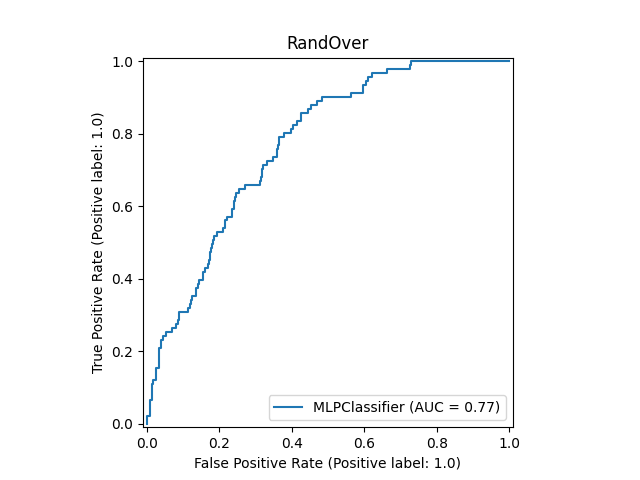 RandOver
True Positive Rate (Positive label: 1.0)
1.0
0.8
0.6
0.4
0.2
0.0
MLPClassifier (AUC = 0.77)
0.0 0.2 0.4 0.6 0.8 1.0
False Positive Rate (Positive label: 1.0)